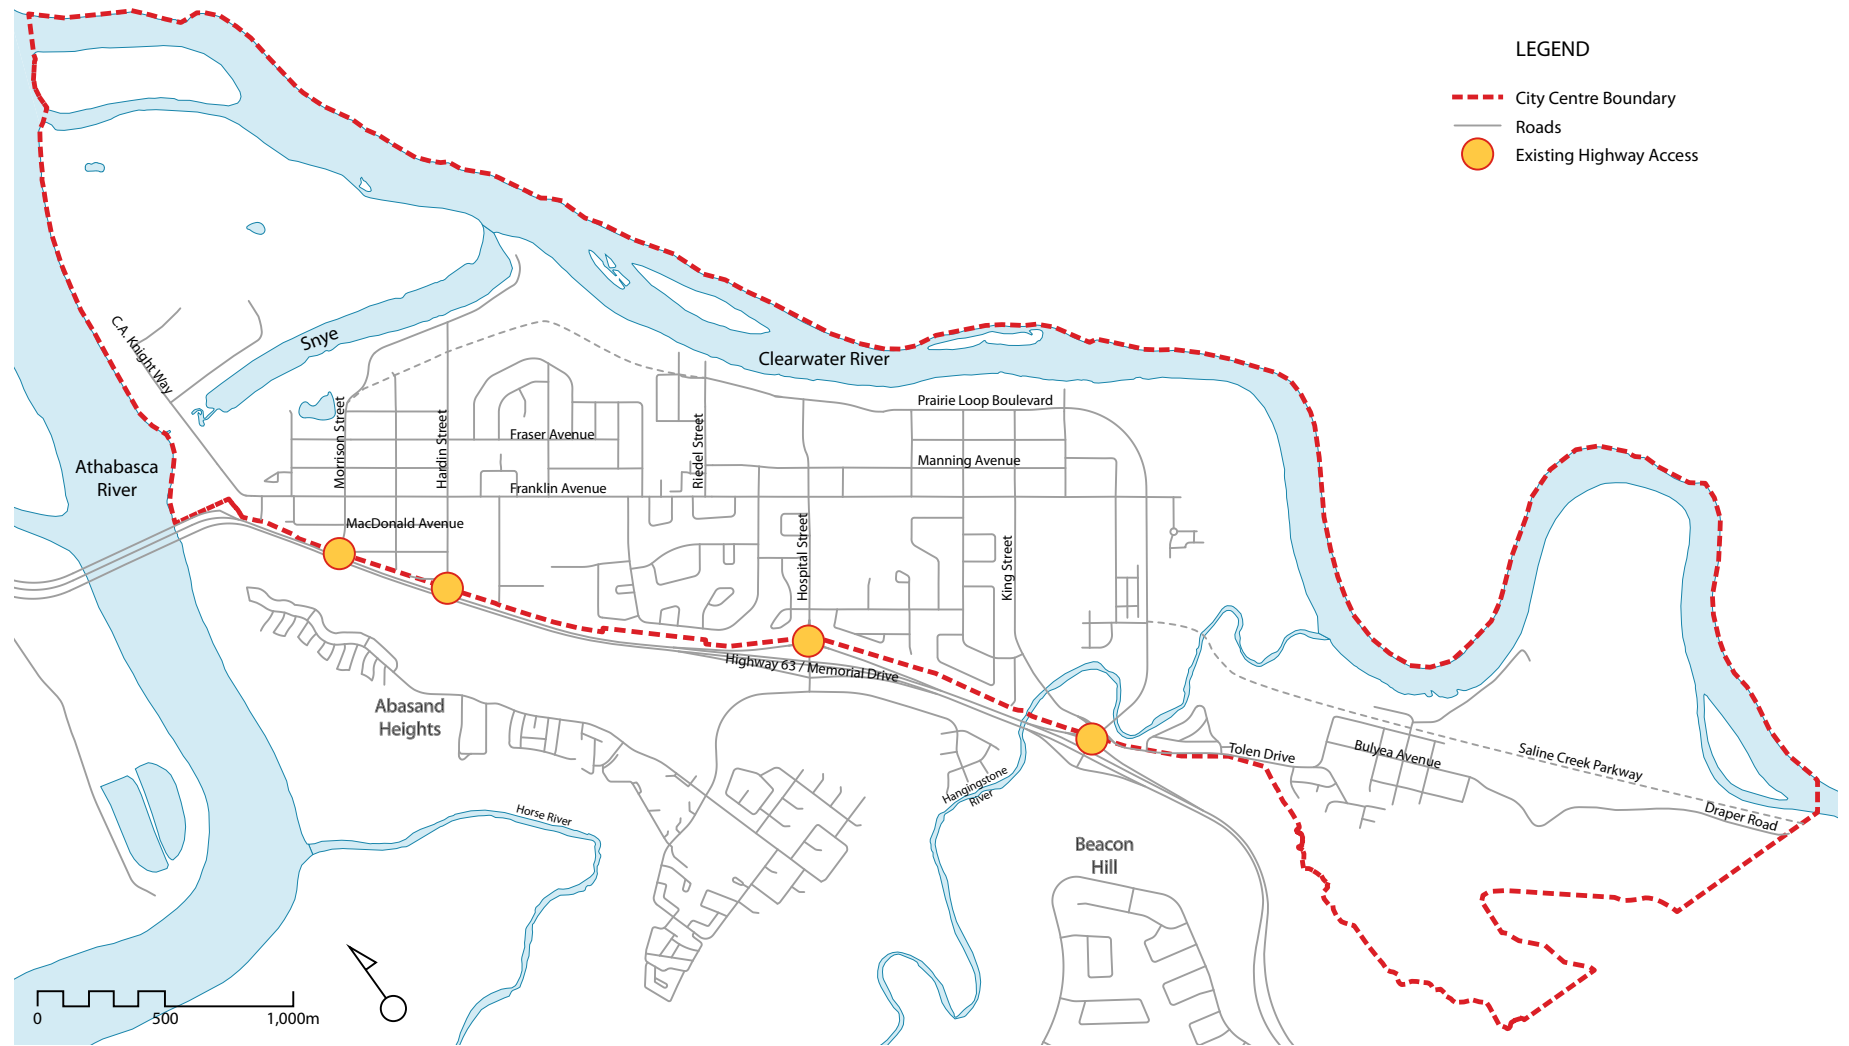 LEGEND
City Centre Boundary
Roads
Existing Highway Access
C.A. Knight Way
Snye
Clearwater River
Prairie Loop Boulevard
Morrison Street
Hardin Street
Fraser Avenue
Riedel Street
Manning Avenue
Athabasca
River
Franklin Avenue
MacDonald Avenue
Hospital Street
King Street
Highway 63 / Memorial Drive
Abasand
Heights
Tolen Drive
Bulyea Avenue
Saline Creek Parkway
Hangingstone
River
Draper Road
Horse River
Beacon
Hill
0
500
1,000m